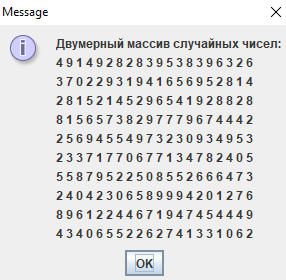 Message
Двумерный массив случайных чисел:
4 9 1 4 9 2 8 2 8 3 9 5 3 8 3 9 6 3 2 6
3 7 0 2 2 9 3 1 9 4 1 6 5 6 9 5 2 8 1 4
2 8 1 5 2 1 4 5 2 9 6 5 4 1 9 2 8 8 2 8
8 1 5 6 5 7 3 8 2 9 7 7 7 9 6 7 4 4 4 2
2 5 6 9 4 5 5 4 9 7 3 2 3 0 9 3 4 9 5 3
2 3 3 7 1 7 7 0 6 7 7 1 3 4 7 8 2 4 0 5
5 5 8 7 9 5 2 2 5 0 8 5 5 2 6 6 6 4 7 3
2 4 0 4 2 3 0 6 5 8 9 9 9 4 2 0 1 2 7 6
8 9 6 1 2 2 4 4 6 7 1 9 4 7 4 5 4 4 4 9
4 3 4 0 6 5 5 2 2 6 2 7 4 1 3 3 1 0 6 2
OK